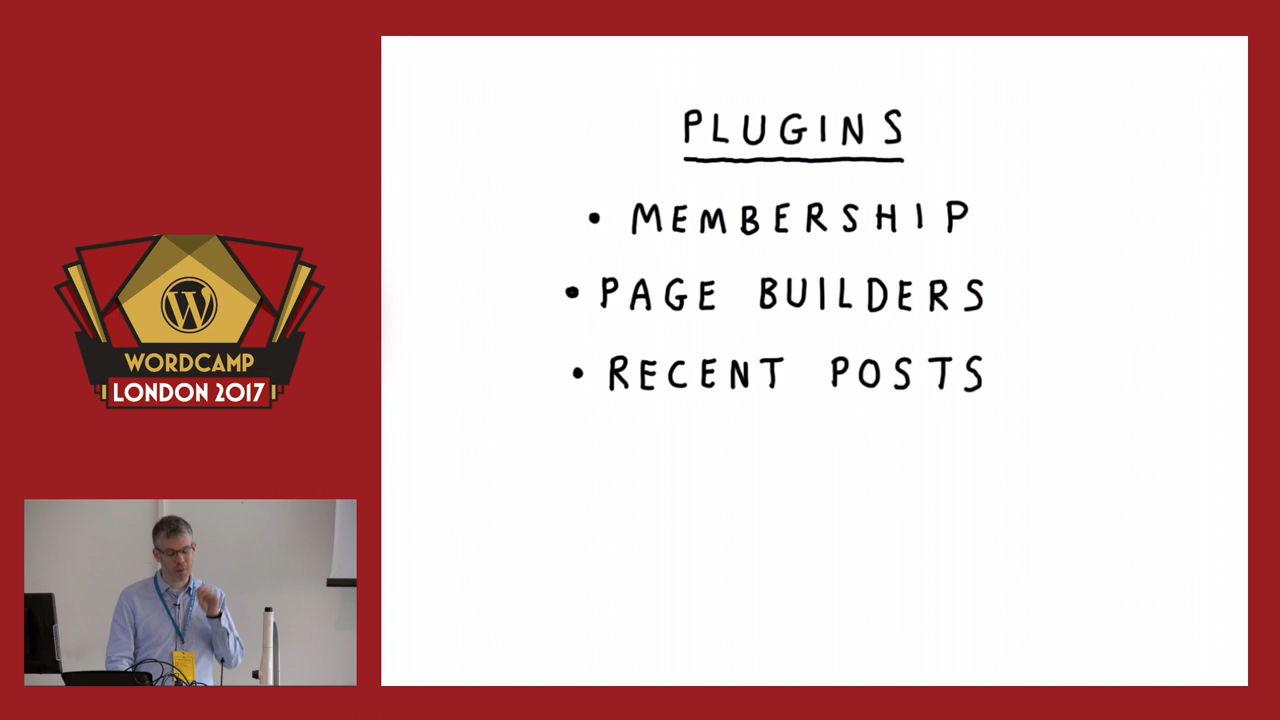 PLUGINS
• MEMBERSHIP
• PAGE BUILDERS
• RECENT POSTS
WORDCAMP
LONDON 2017